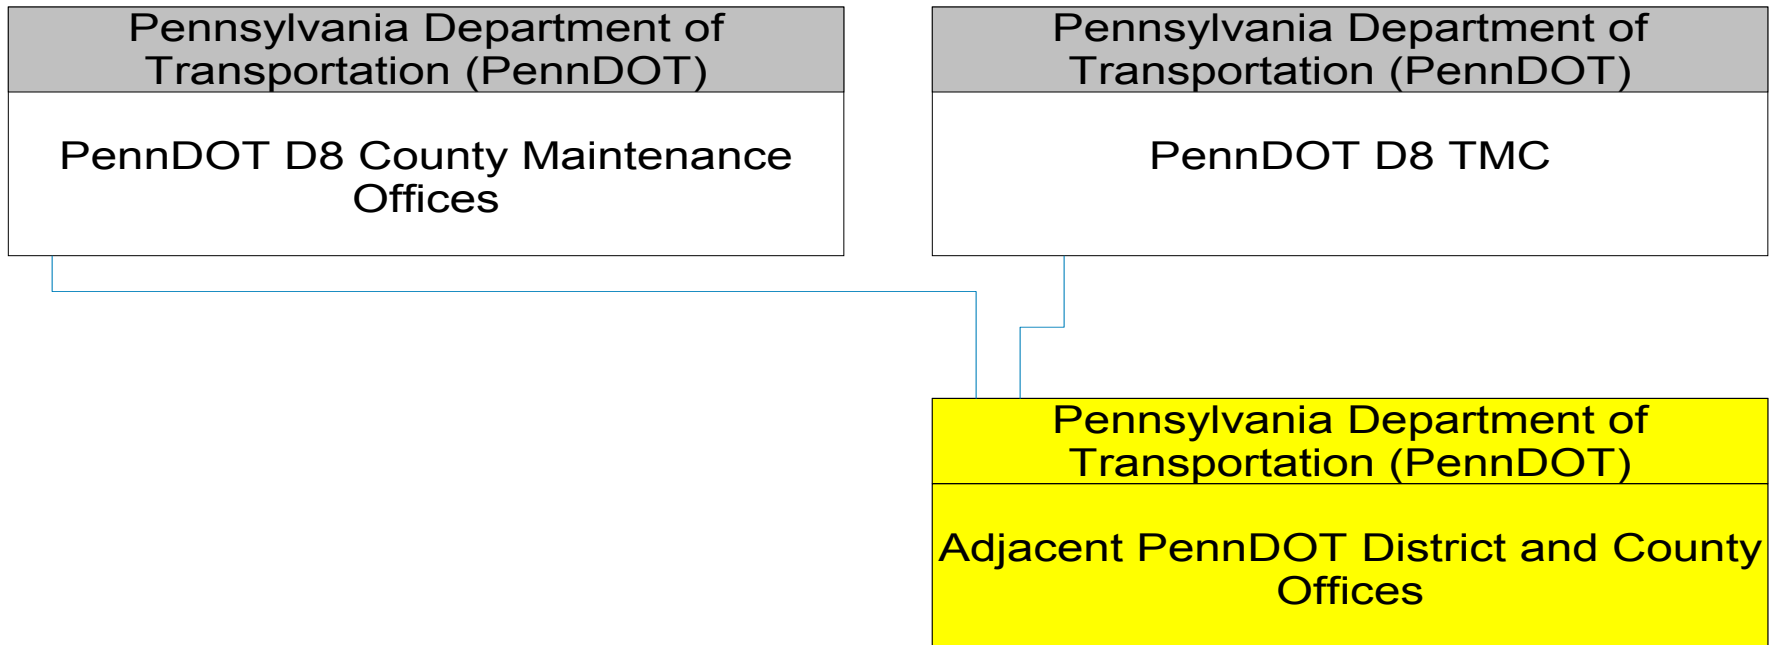 Pennsylvania Department of
Transportation (PennDOT)
PennDOT D8 County Maintenance
Offices
Pennsylvania Department of
Transportation (PennDOT)
PennDOT D8 TMC
Pennsylvania Department of
Transportation (PennDOT)
Adjacent PennDOT District and County
Offices